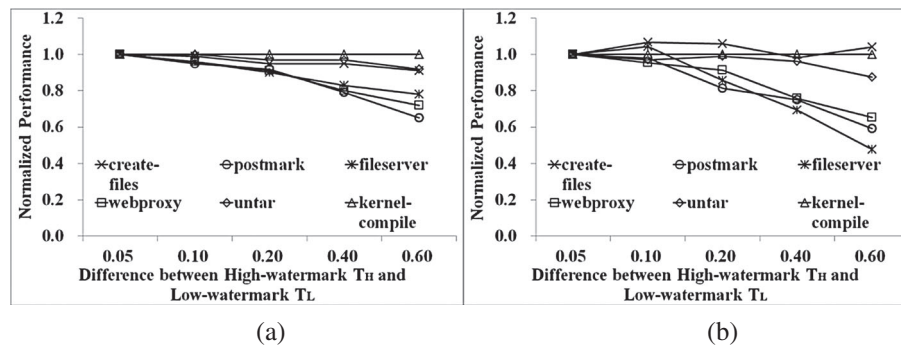 1.2
1.0
0.8
0.6
0.4
0.2
0.0
Normalized Performance
create-files
postmark
fileserver
webproxy
untar
kernel-compile
0.05 0.10 0.20 0.40 0.60
Difference between High-watermark TH and
Low-watermark TL
(a)
1.2
1.0
0.8
0.6
0.4
0.2
0.0
Normalized Performance
create-files
postmark
fileserver
webproxy
untar
kernel-compile
0.05 0.10 0.20 0.40 0.60
Difference between High-watermark TH and
Low-watermark TL
(b)